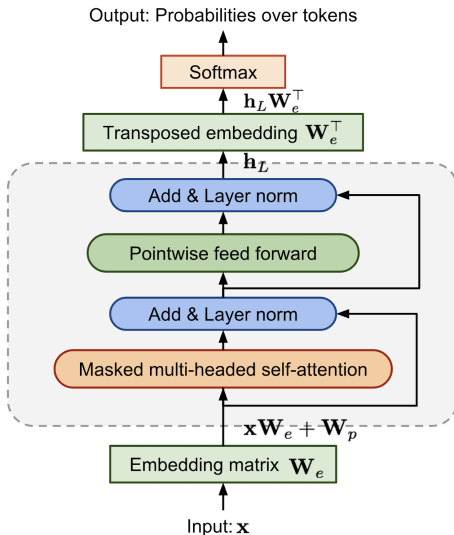 Output: Probabilities over tokens
Softmax
h_L W_e^⊤
Transposed embedding W_e^⊤
h_L
Add & Layer norm
Pointwise feed forward
Add & Layer norm
Masked multi-headed self-attention
xW_e + W_p
Embedding matrix W_e
Input: x